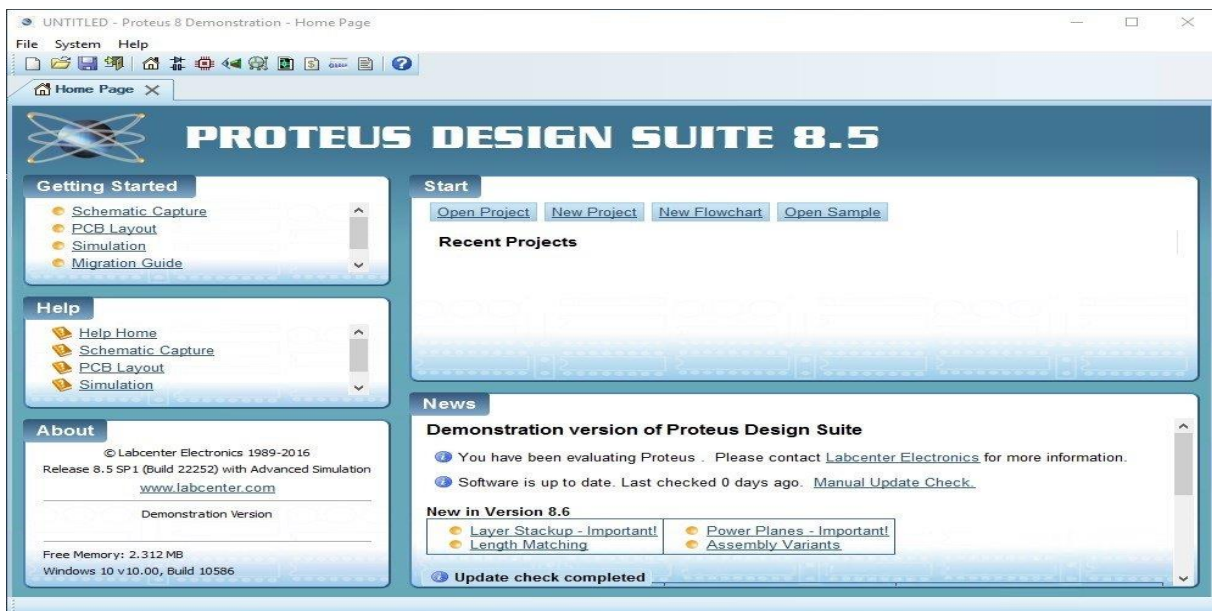 UNTITLED - Proteus 8 Demonstration - Home Page
File System Help
Home Page
PROTEUS DESIGN SUITE 8.5
Getting Started
Schematic Capture
PCB Layout
Simulation
Migration Guide
Help
Help Home
Schematic Capture
PCB Layout
Simulation
About
© Labcenter Electronics 1989-2016
Release 8.5 SP1 (Build 22252) with Advanced Simulation
www.labcenter.com
Demonstration Version
Free Memory: 2.312 MB
Windows 10 v10.00, Build 10586
Start
Open Project New Project New Flowchart Open Sample
Recent Projects
News
Demonstration version of Proteus Design Suite
You have been evaluating Proteus . Please contact Labcenter Electronics for more information.
Software is up to date. Last checked 0 days ago. Manual Update Check.
New in Version 8.6
Layer Stackup - Important! Power Planes - Important!
Length Matching Assembly Variants
Update check completed